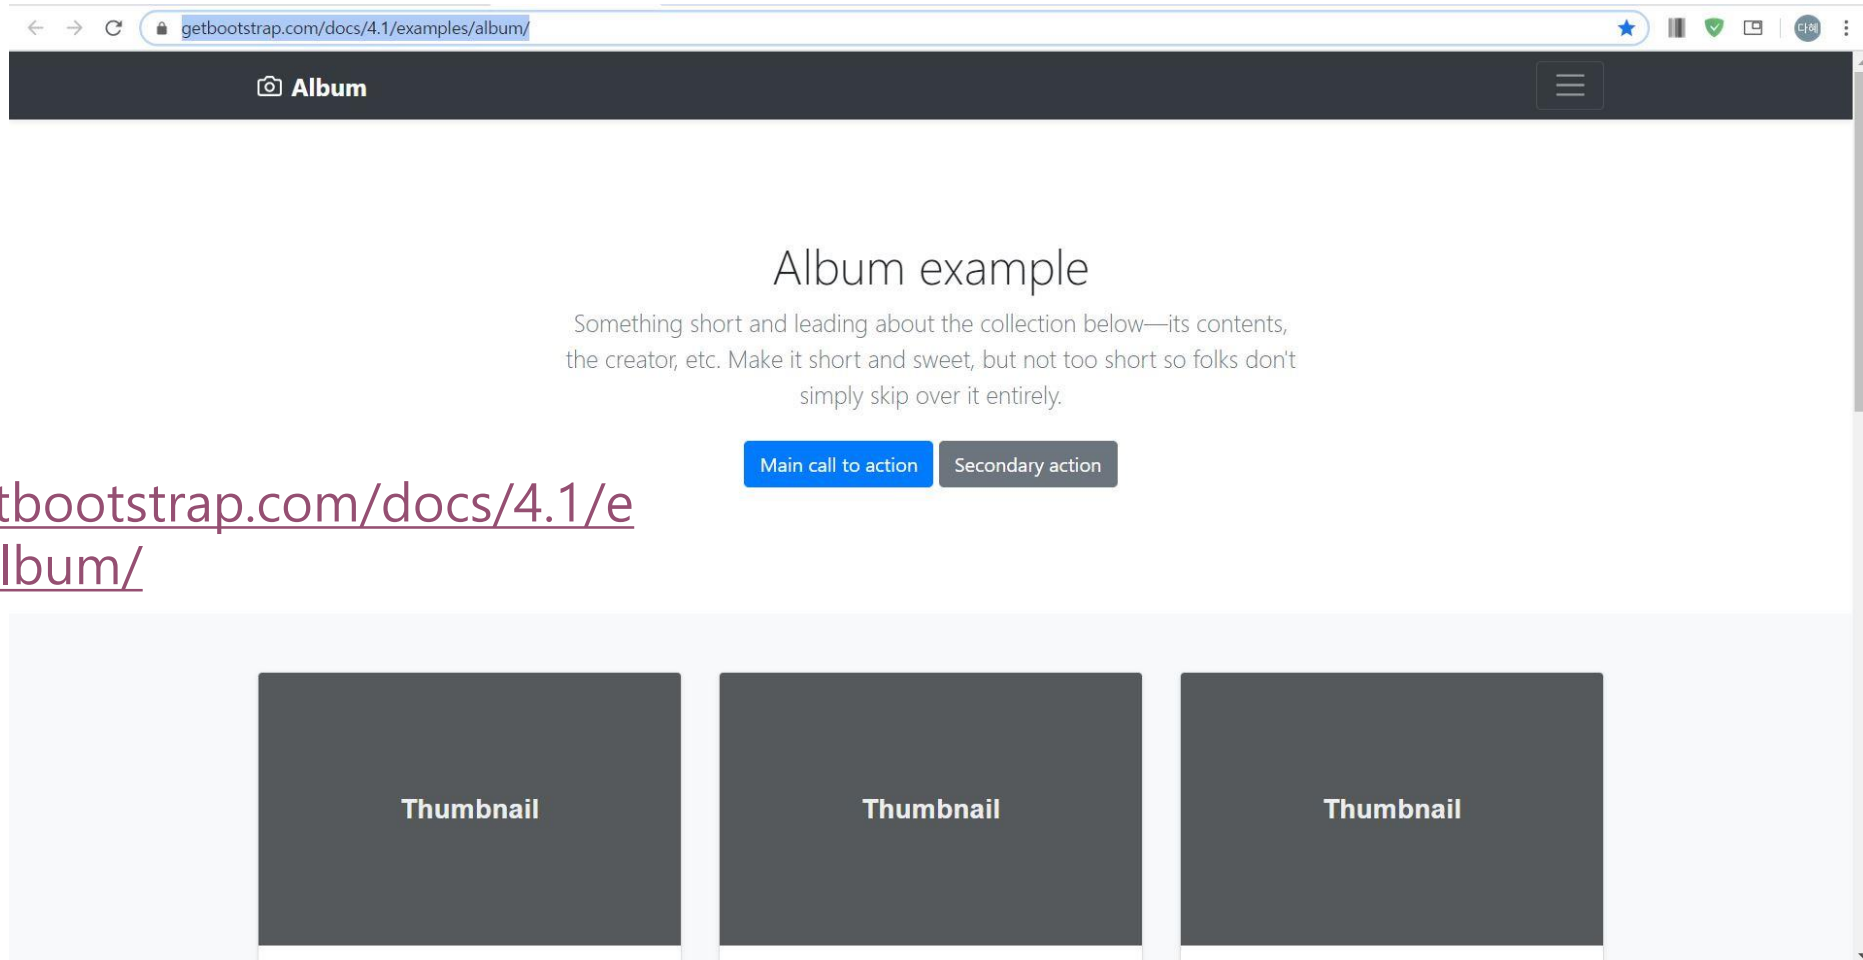 getbootstrap.com/docs/4.1/examples/album/
다혜
Album
Album example
Something short and leading about the collection below—its contents,
the creator, etc. Make it short and sweet, but not too short so folks don't
simply skip over it entirely.
Main call to action
Secondary action
tbootstrap.com/docs/4.1/e
lbum/
Thumbnail
Thumbnail
Thumbnail